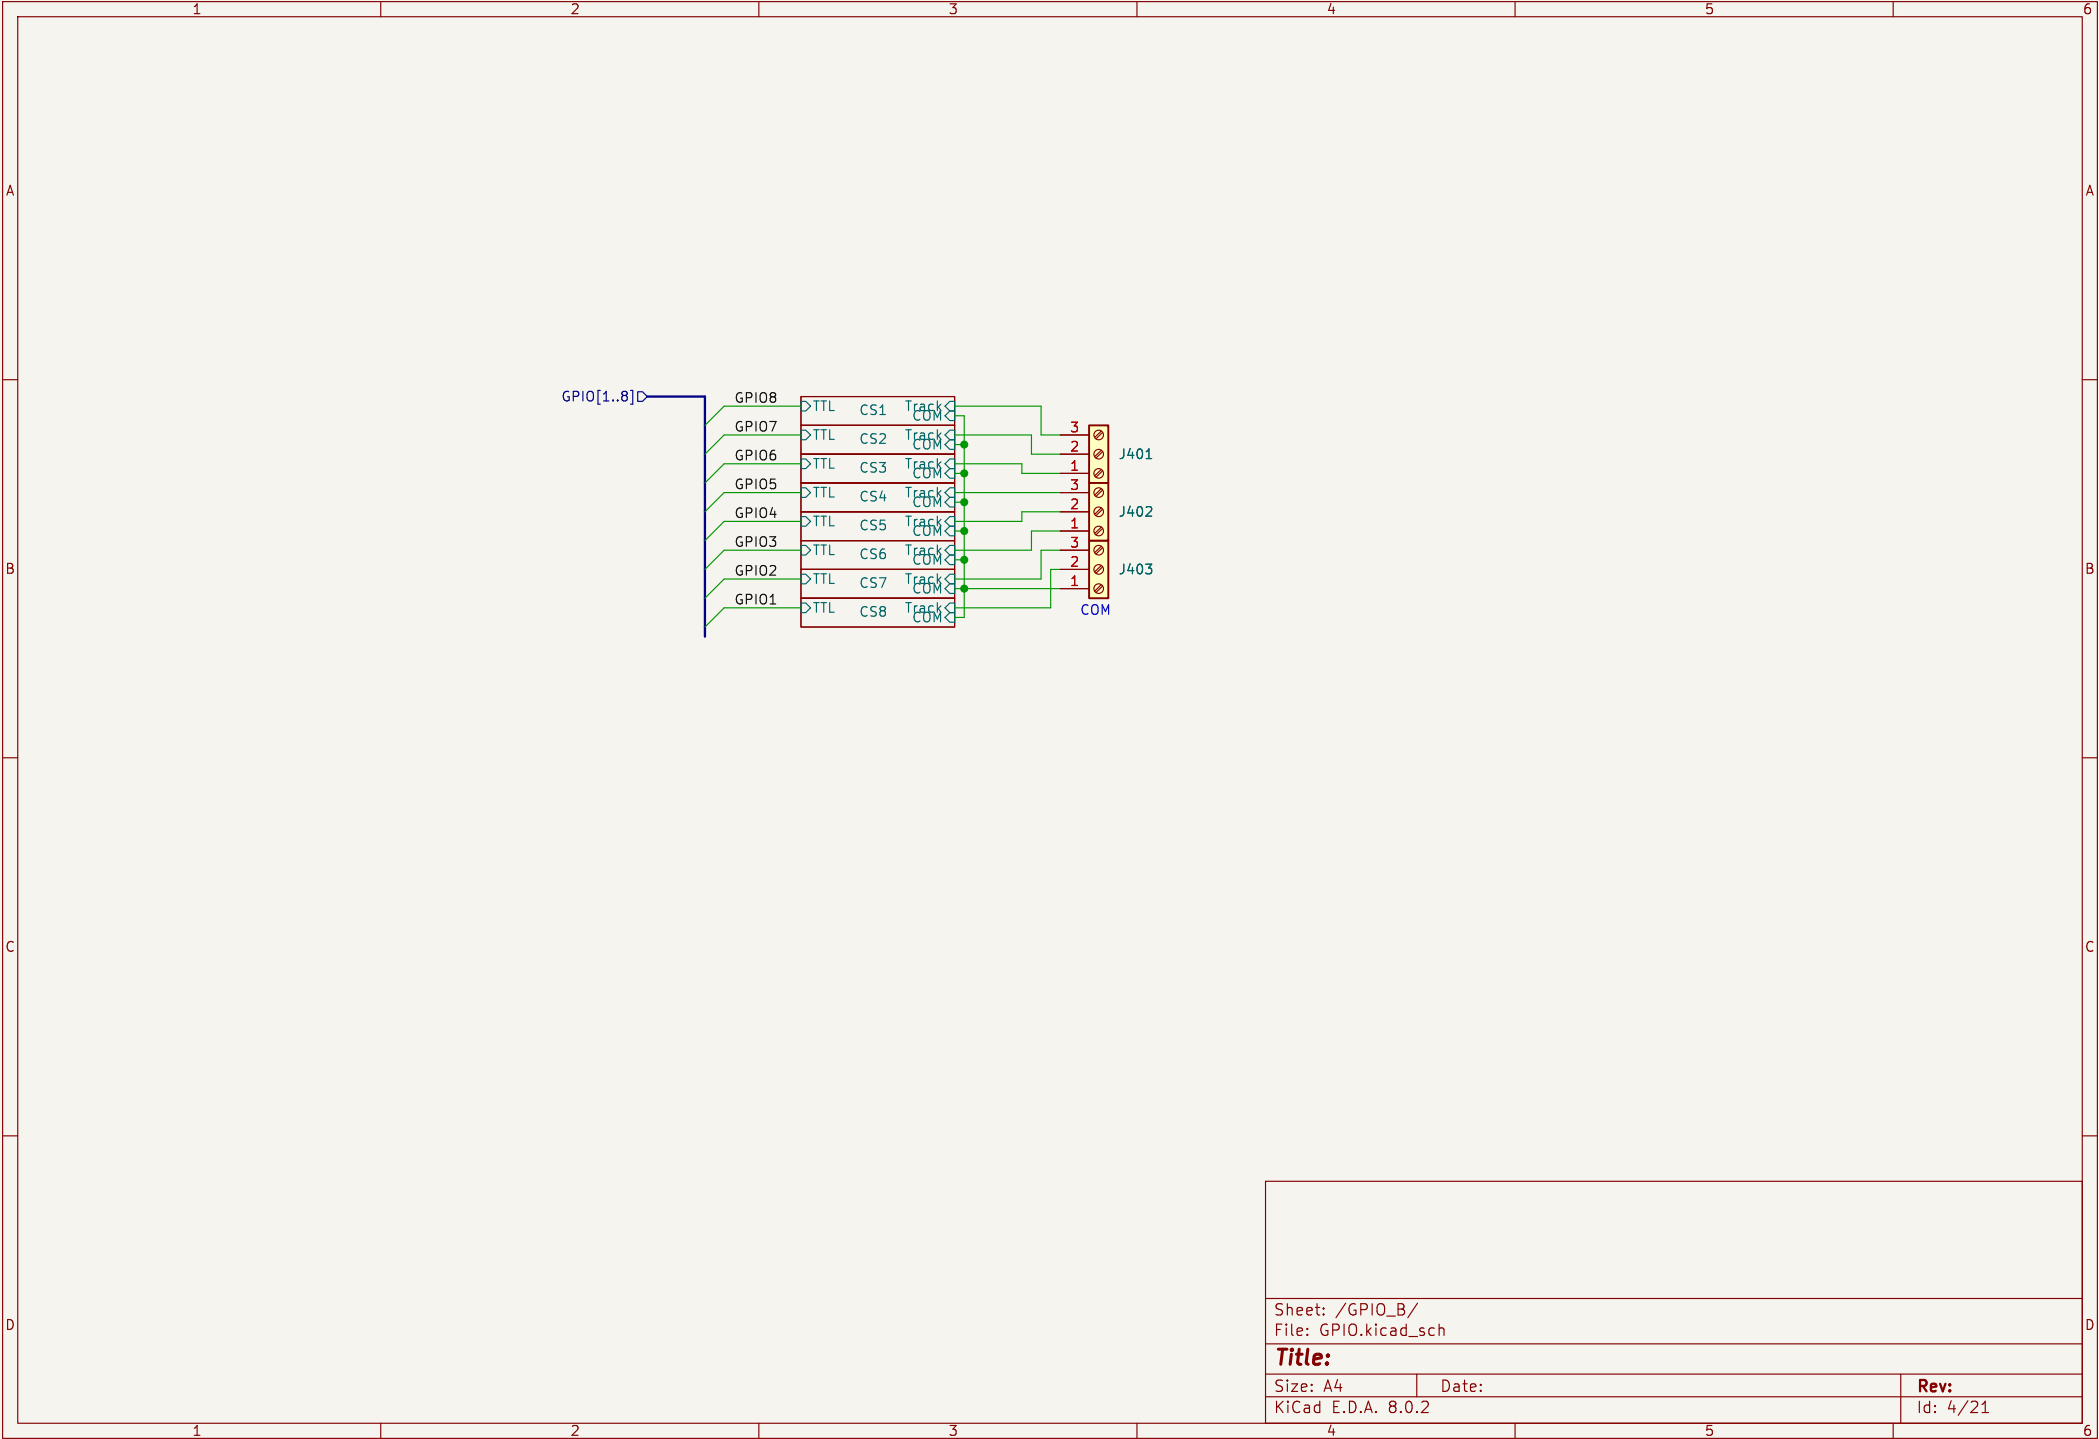 1 2 3 4 5 6
A A
GPIO[1..8]
GPIO8 TTL CS1 Track
COM
GPIO7 TTL CS2 Track
COM
GPIO6 TTL CS3 Track
COM
GPIO5 TTL CS4 Track
COM
GPIO4 TTL CS5 Track
COM
GPIO3 TTL CS6 Track
COM
GPIO2 TTL CS7 Track
COM
GPIO1 TTL CS8 Track
COM
3
2 J401
1
3
2 J402
1
3
2 J403
1
COM
B B
C C
D D
Sheet: /GPIO_B/
File: GPIO.kicad_sch
Title:
Size: A4 Date: Rev:
KiCad E.D.A. 8.0.2 Id: 4/21
1 2 3 4 5 6